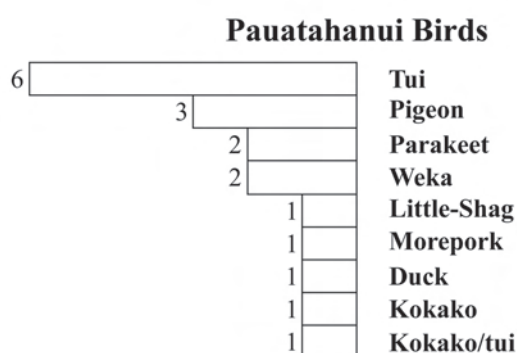 Pauatahanui Birds
6 Tui
3 Pigeon
2 Parakeet
2 Weka
1 Little-Shag
1 Morepork
1 Duck
1 Kokako
1 Kokako/tui